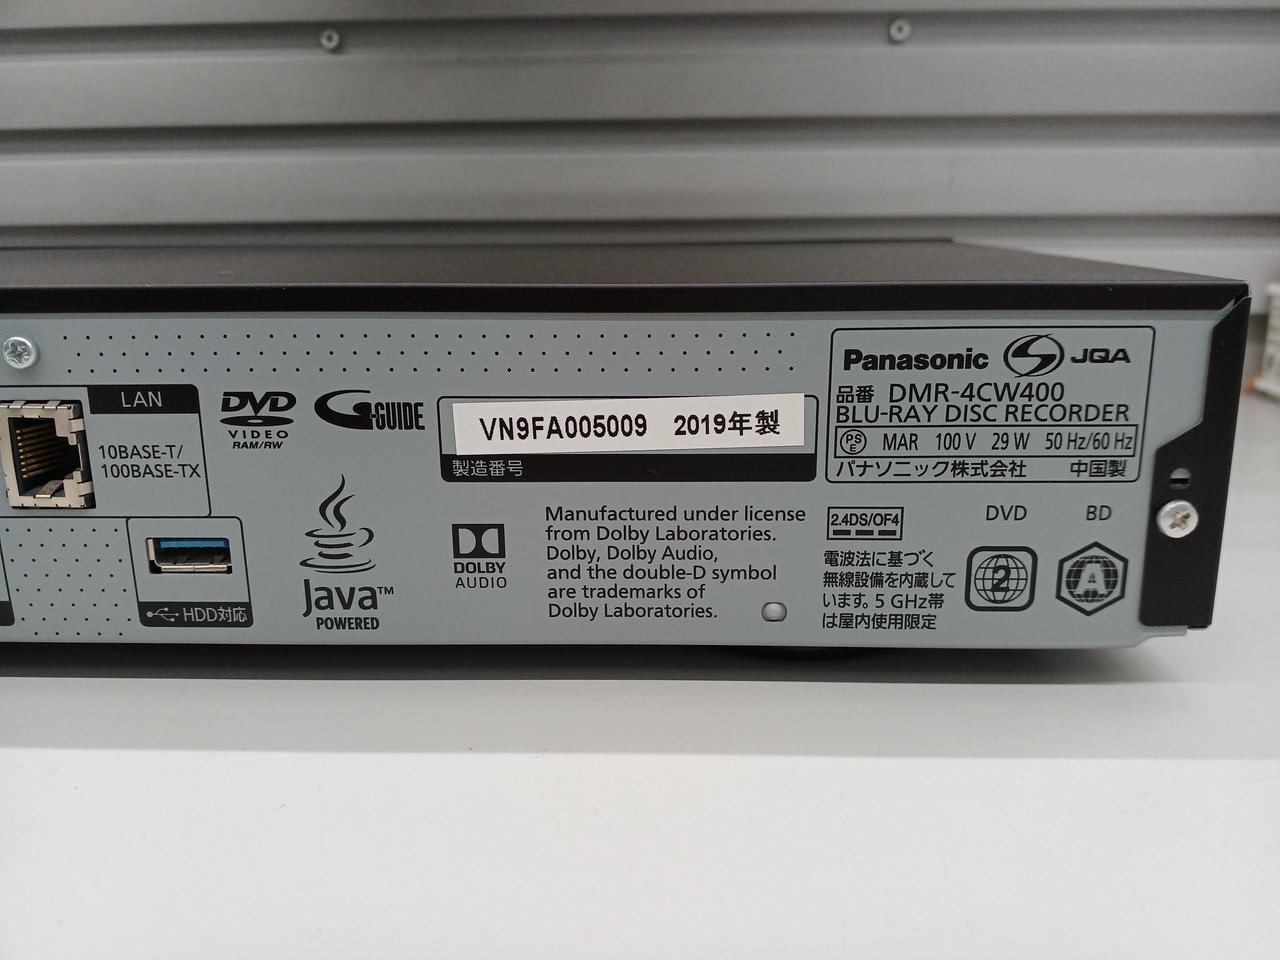 LAN
10BASE-T/
100BASE-TX
HDD対応
DVD
VIDEO
RAM/RW
G-GUIDE
Java™
POWERED
VN9FA005009 2019年製
製造番号
DOLBY
AUDIO
Manufactured under license
from Dolby Laboratories.
Dolby, Dolby Audio,
and the double-D symbol
are trademarks of
Dolby Laboratories.
Panasonic JQA
品番 DMR-4CW400
BLU-RAY DISC RECORDER
PSE MAR 100 V 29 W 50 Hz/60 Hz
パナソニック株式会社 中国製
2.4DS/OF4
電波法に基づく
無線設備を内蔵して
います。5 GHz帯
は屋内使用限定
DVD BD
2 A